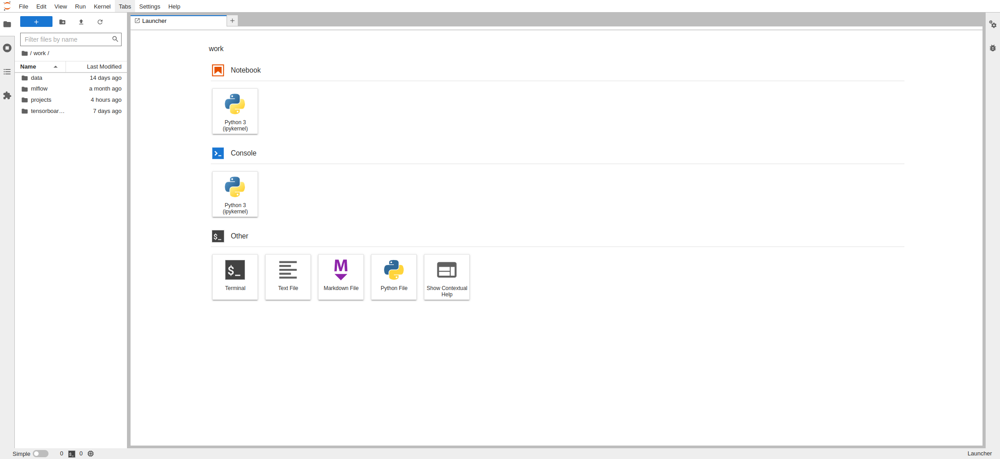 File Edit View Run Kernel Tabs Settings Help
Launcher
Filter files by name
/ work /
Name Last Modified
data 14 days ago
mlflow a month ago
projects 4 hours ago
tensorboar… 7 days ago
work
Notebook
Python 3
(ipykernel)
Console
Python 3
(ipykernel)
$_ Other
$_ M
Terminal Text File Markdown File Python File Show Contextual
Help
Simple 0 $_ 0 Launcher